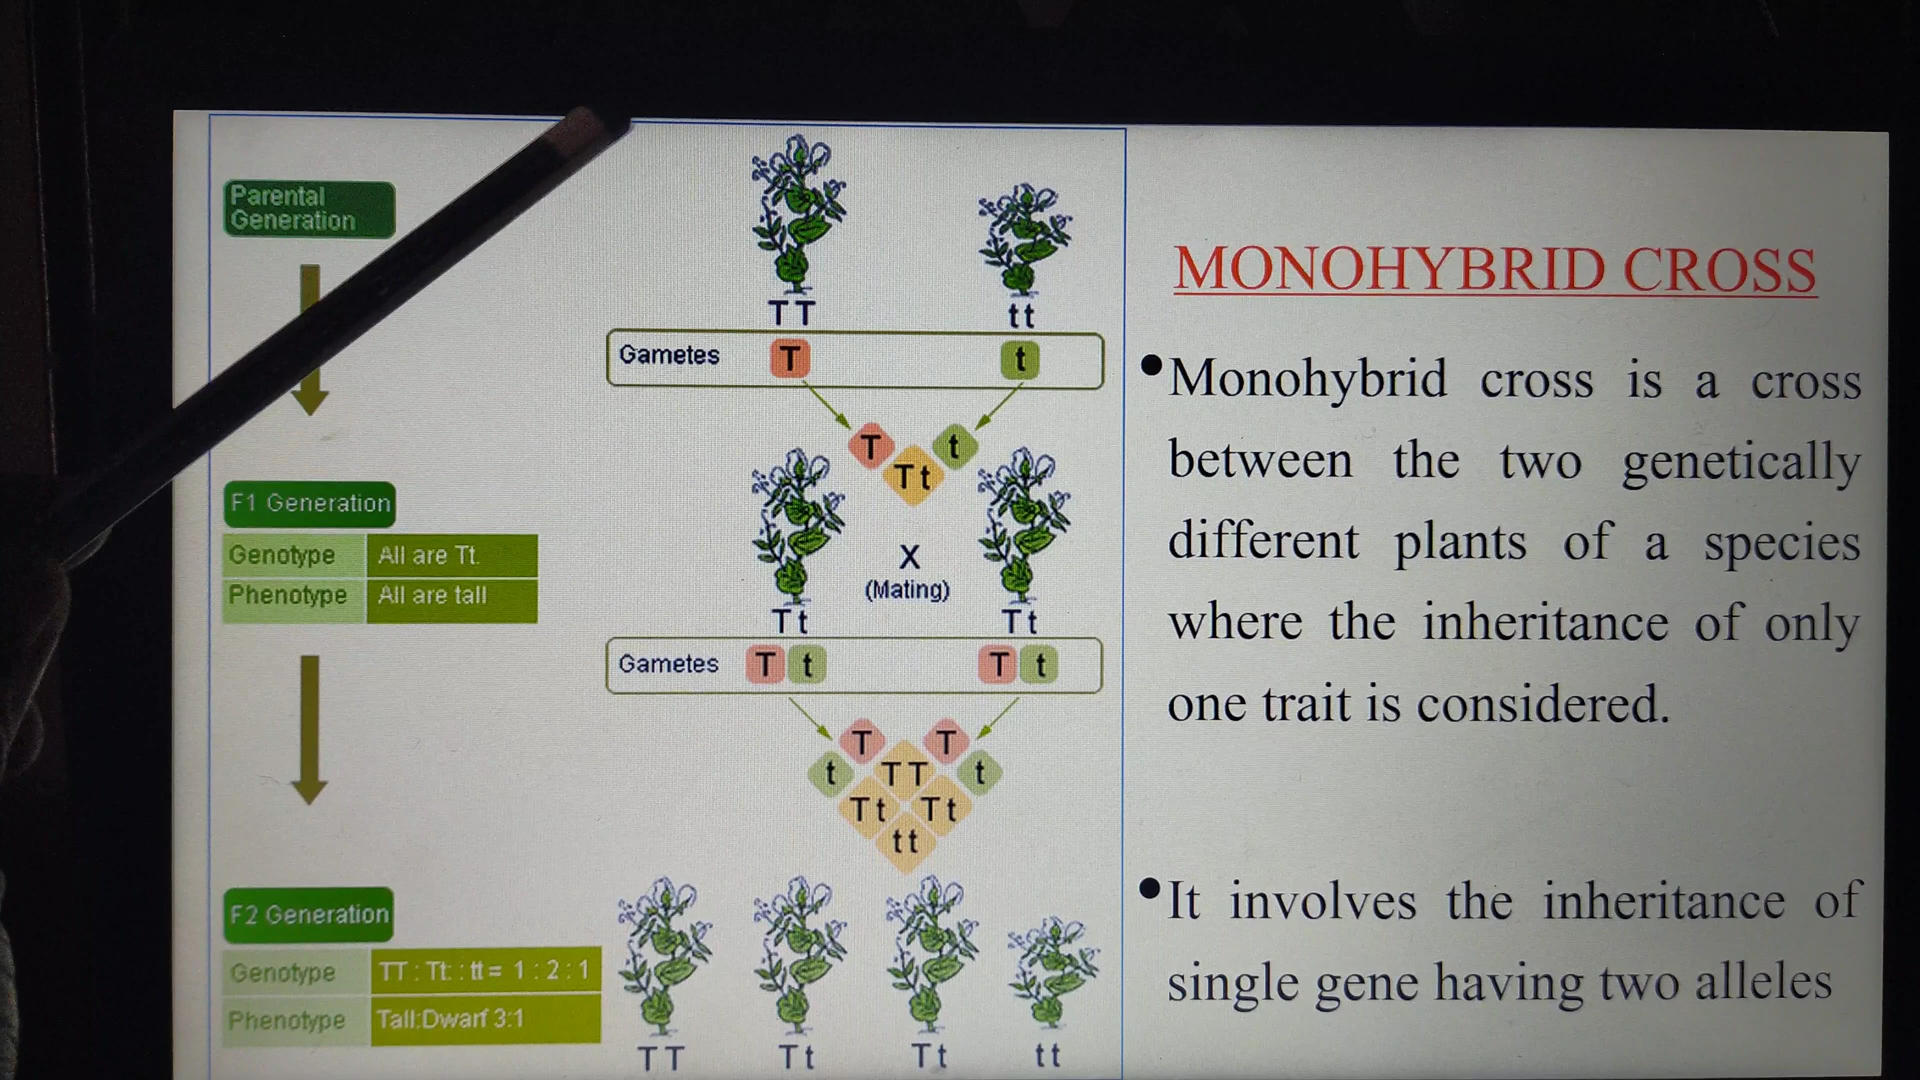 Parental
Generation
TT
tt
Gametes T t
T t
Tt
F1 Generation
Genotype All are Tt.
Phenotype All are tall
X
(Mating)
Tt
Tt
Gametes T t T t
T T
t TT t
Tt Tt
tt
F2 Generation
Genotype TT : Tt: : tt = 1 : 2 : 1
Phenotype Tall:Dwarf 3:1
TT Tt Tt tt
MONOHYBRID CROSS
•Monohybrid cross is a cross
between the two genetically
different plants of a species
where the inheritance of only
one trait is considered.
•It involves the inheritance of
single gene having two alleles